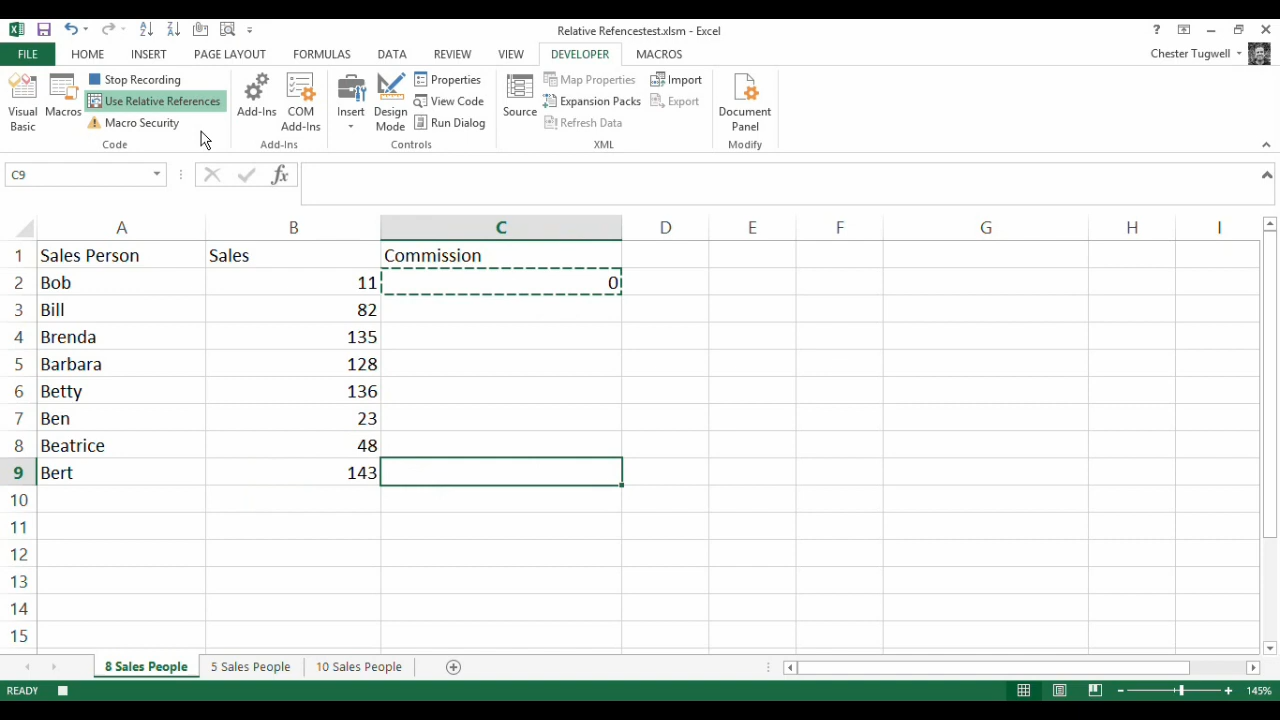 Relative Refencestest.xlsm - Excel
?
FILE HOME INSERT PAGE LAYOUT FORMULAS DATA REVIEW VIEW DEVELOPER MACROS Chester Tugwell
Visual Basic
Macros
Stop Recording
Use Relative References
Macro Security
Code
Add-Ins
COM Add-Ins
Add-Ins
Insert
Design Mode
Properties
View Code
Run Dialog
Controls
Source
Map Properties
Expansion Packs
Refresh Data
Import
Export
XML
Document Panel
Modify
C9
fx
A B C D E F G H I
1 Sales Person Sales Commission
2 Bob 11 0
3 Bill 82
4 Brenda 135
5 Barbara 128
6 Betty 136
7 Ben 23
8 Beatrice 48
9 Bert 143
10
11
12
13
14
15
8 Sales People 5 Sales People 10 Sales People
READY 145%